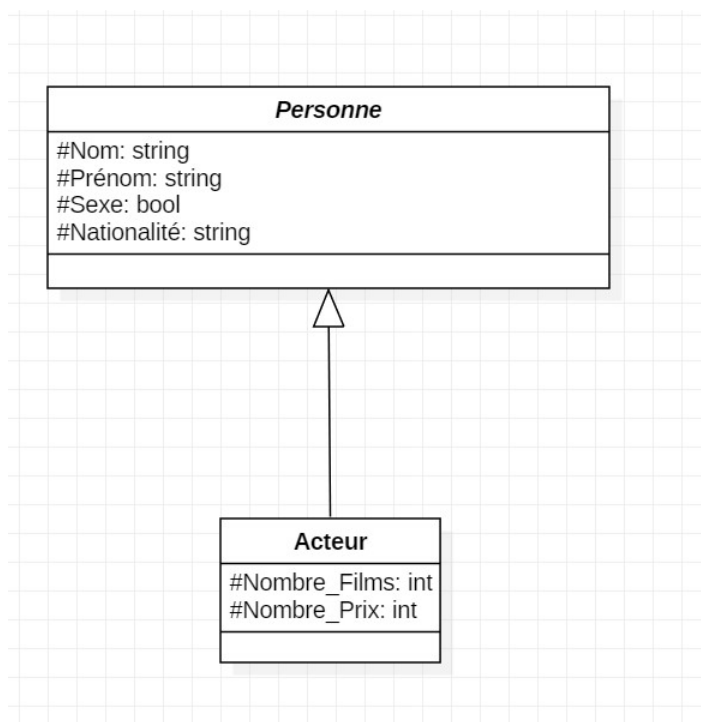 Personne
#Nom: string
#Prénom: string
#Sexe: bool
#Nationalité: string
Acteur
#Nombre_Films: int
#Nombre_Prix: int